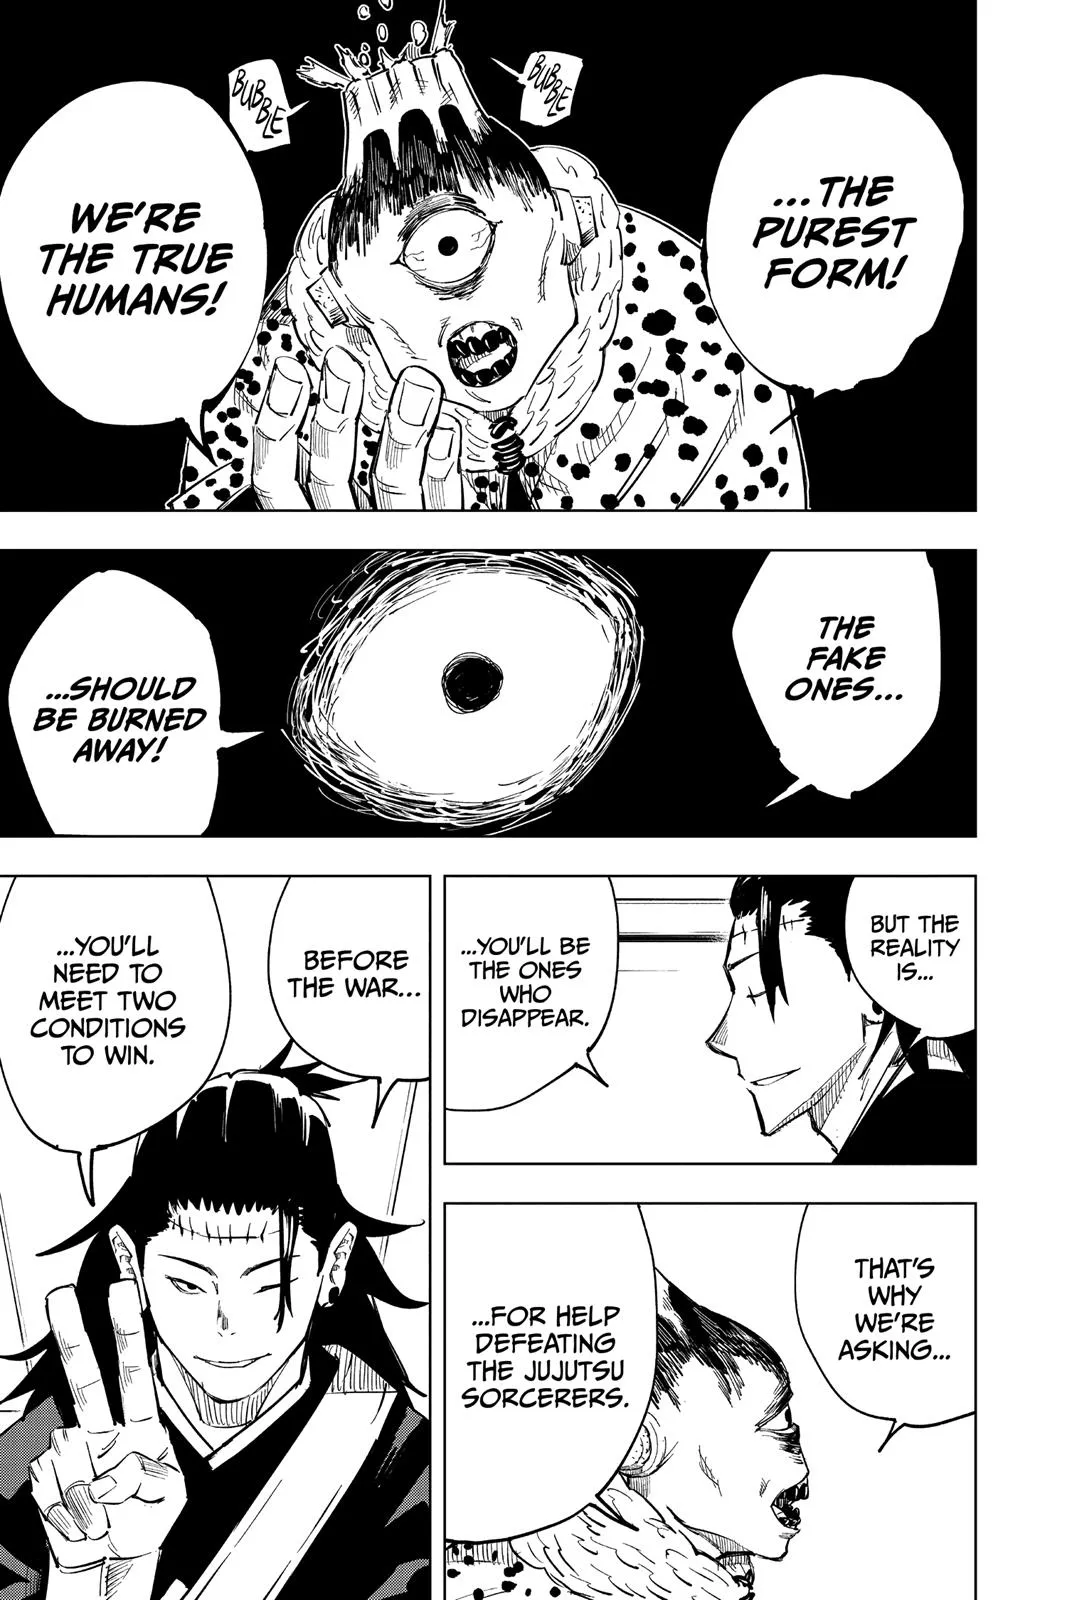 ...THE
PUREST
FORM!
BUBBLE
BUBBLE
WE'RE
THE TRUE
HUMANS!
THE
FAKE
ONES...
...SHOULD
BE BURNED
AWAY!
BUT THE
REALITY
IS...
...YOU'LL BE
THE ONES
WHO
DISAPPEAR.
THAT'S
WHY
WE'RE
ASKING...
...FOR HELP
DEFEATING
THE JUJUTSU
SORCERERS.
BEFORE
THE WAR...
...YOU'LL
NEED TO
MEET TWO
CONDITIONS
TO WIN.